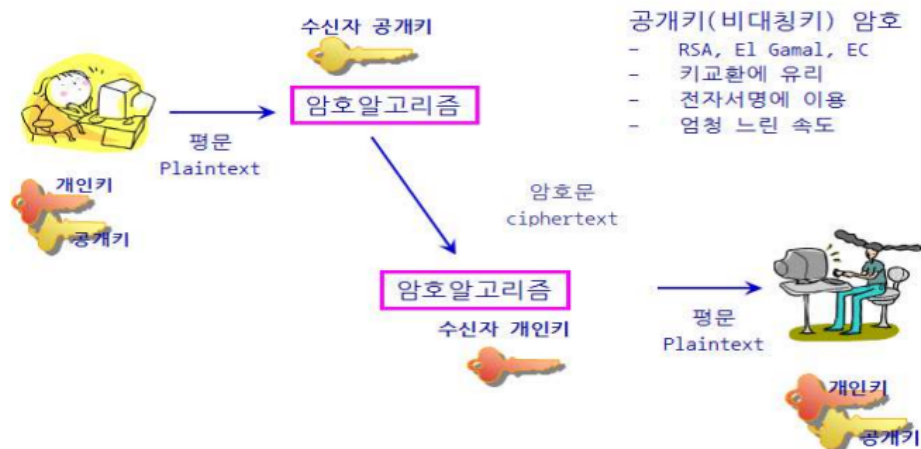 수신자 공개키
암호알고리즘
평문
Plaintext
개인키
공개키
공개키(비대칭키) 암호
- RSA, El Gamal, EC
- 키교환에 유리
- 전자서명에 이용
- 엄청 느린 속도
암호문
ciphertext
암호알고리즘
수신자 개인키
평문
Plaintext
개인키
공개키